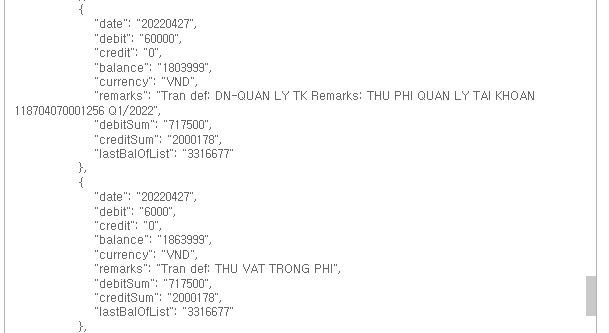 {
"date": "20220427",
"debit": "60000",
"credit": "0",
"balance": "1803999",
"currency": "VND",
"remarks": "Tran def: DN-QUAN LY TK Remarks: THU PHI QUAN LY TAI KHOAN
118704070001256 Q1/2022",
"debitSum": "717500",
"creditSum": "2000178",
"lastBalOfList": "3316677"
},
{
"date": "20220427",
"debit": "6000",
"credit": "0",
"balance": "1863999",
"currency": "VND",
"remarks": "Tran def: THU VAT TRONG PHI",
"debitSum": "717500",
"creditSum": "2000178",
"lastBalOfList": "3316677"
},